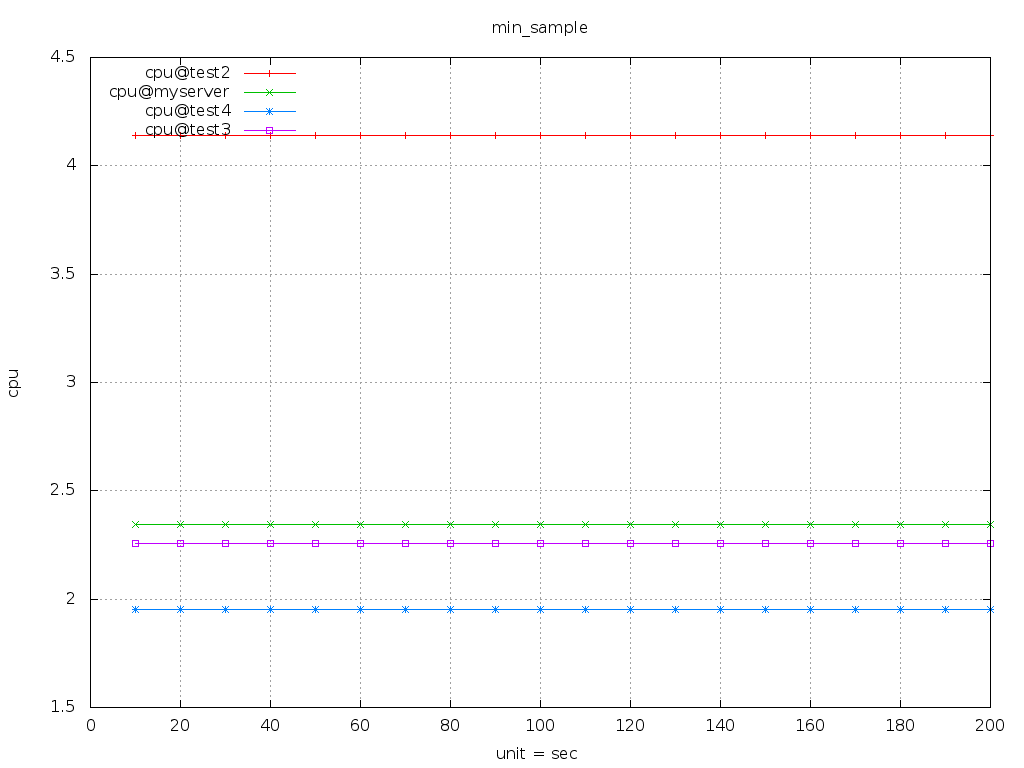 min_sample
4.5
4
3.5
3
2.5
2
1.5
cpu
cpu@test2
cpu@myserver
cpu@test4
cpu@test3
0 20 40 60 80 100 120 140 160 180 200
unit = sec